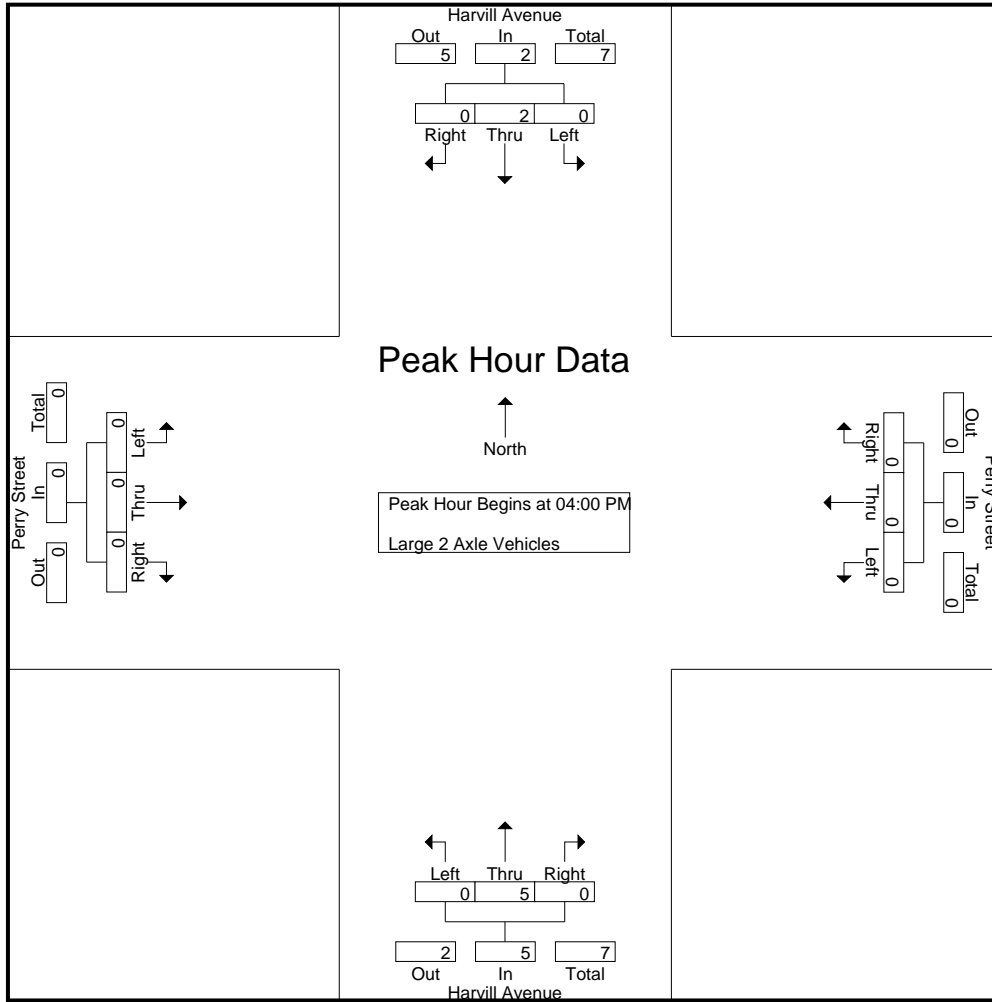 Harvill Avenue
Out In Total
5 2 7
0 2 0
Right Thru Left
Peak Hour Data
North
Peak Hour Begins at 04:00 PM
Large 2 Axle Vehicles
Perry Street
Total In Out
0 0 0
0 0 0
Left Thru Right
Right Thru Left
0 0 0
Out In Total
0 0 0
Perry Street
Left Thru Right
0 5 0
2 5 7
Out In Total
Harvill Avenue